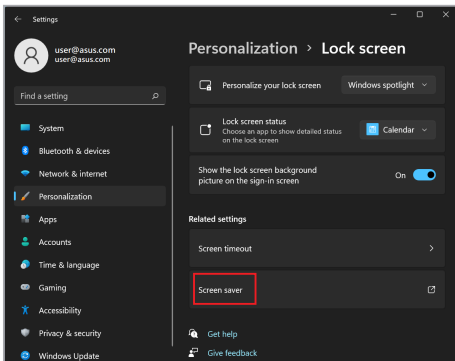 Settings
user@asus.com
user@asus.com
Find a setting
System
Bluetooth & devices
Network & internet
Personalization
Apps
Accounts
Time & language
Gaming
Accessibility
Privacy & security
Windows Update
Personalization > Lock screen
Personalize your lock screen
Windows spotlight
Lock screen status
Choose an app to show detailed status
on the lock screen
Calendar
Show the lock screen background
picture on the sign-in screen
On
Related settings
Screen timeout
Screen saver
Get help
Give feedback